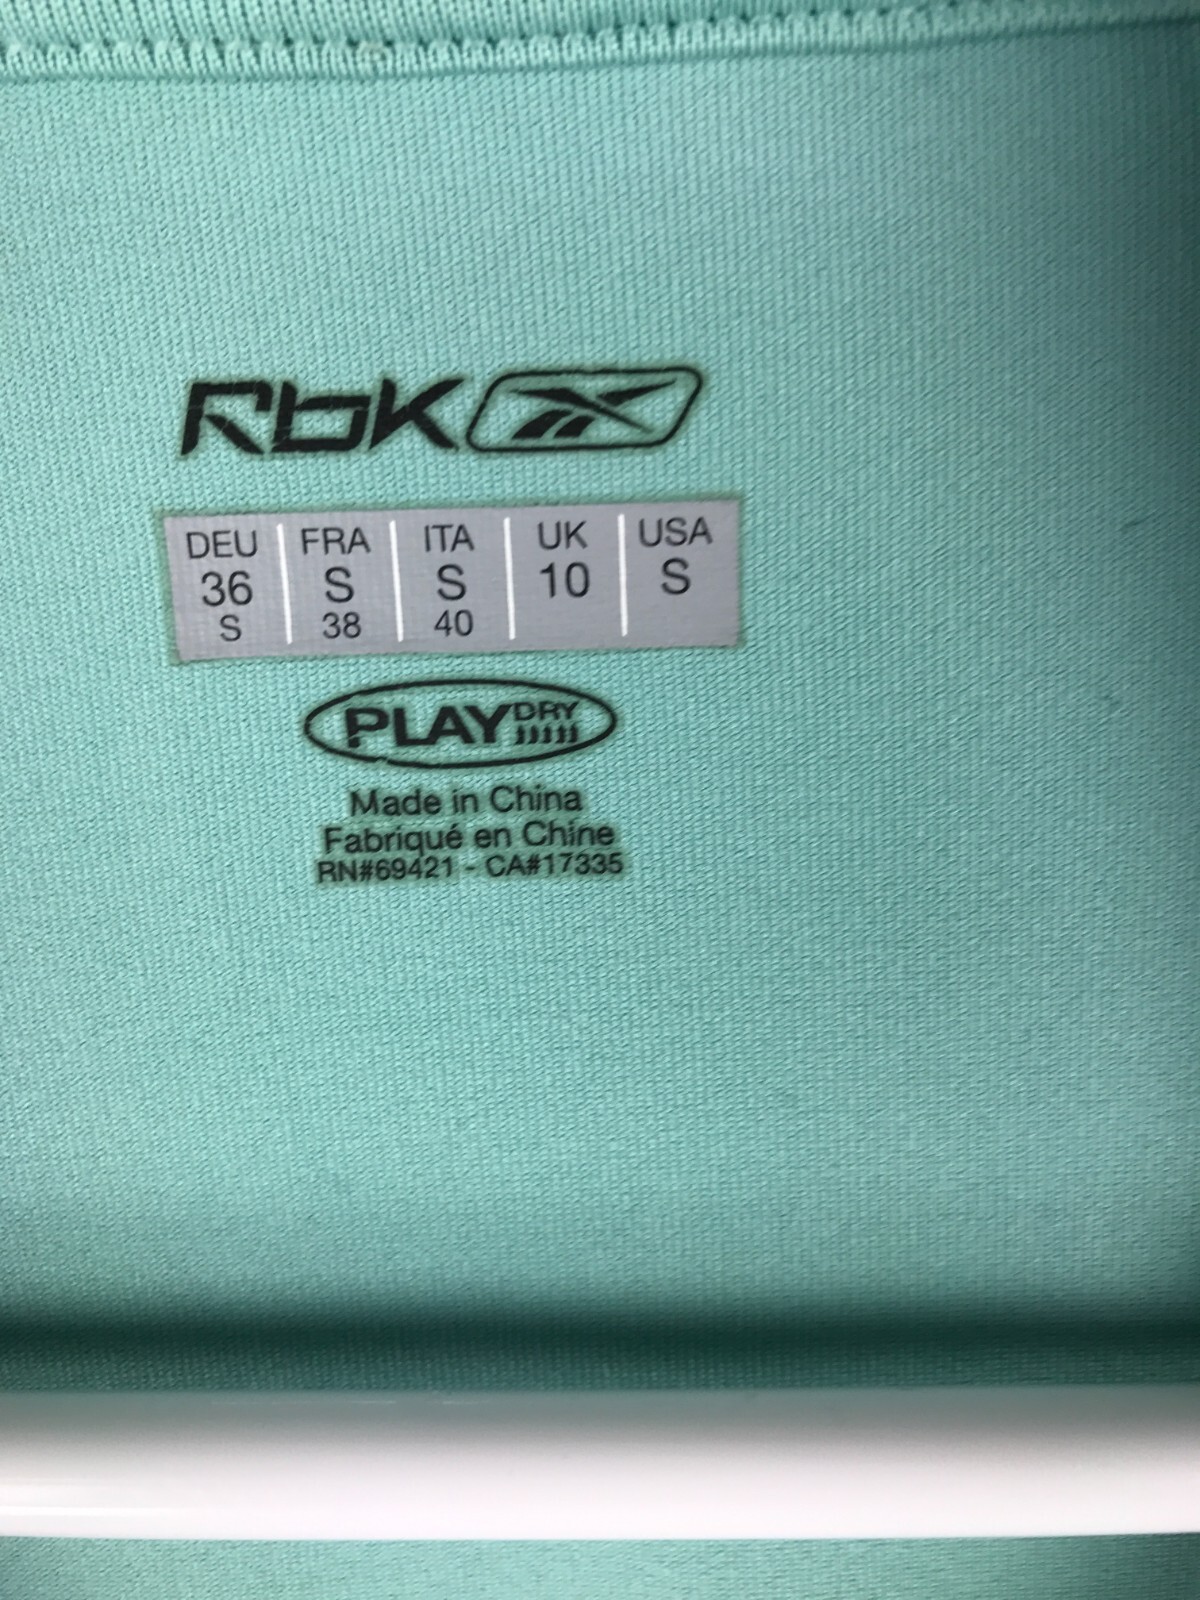 Rbk
DEU FRA ITA UK USA
36 S S 10 S
S 38 40
PLAYDRY
Made in China
Fabriqué en Chine
RN#69421 - CA#17335